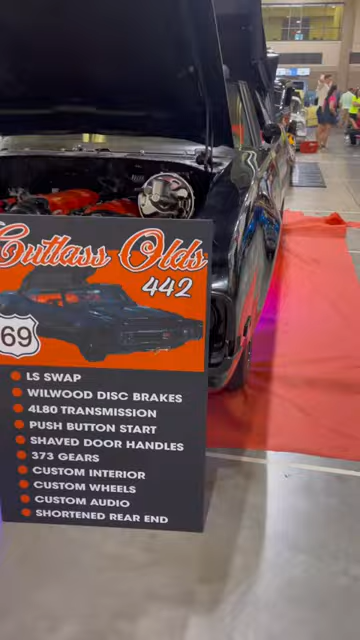 Cutlass Olds
442
69
LS SWAP
WILWOOD DISC BRAKES
4L80 TRANSMISSION
PUSH BUTTON START
SHAVED DOOR HANDLES
373 GEARS
CUSTOM INTERIOR
CUSTOM WHEELS
CUSTOM AUDIO
SHORTENED REAR END